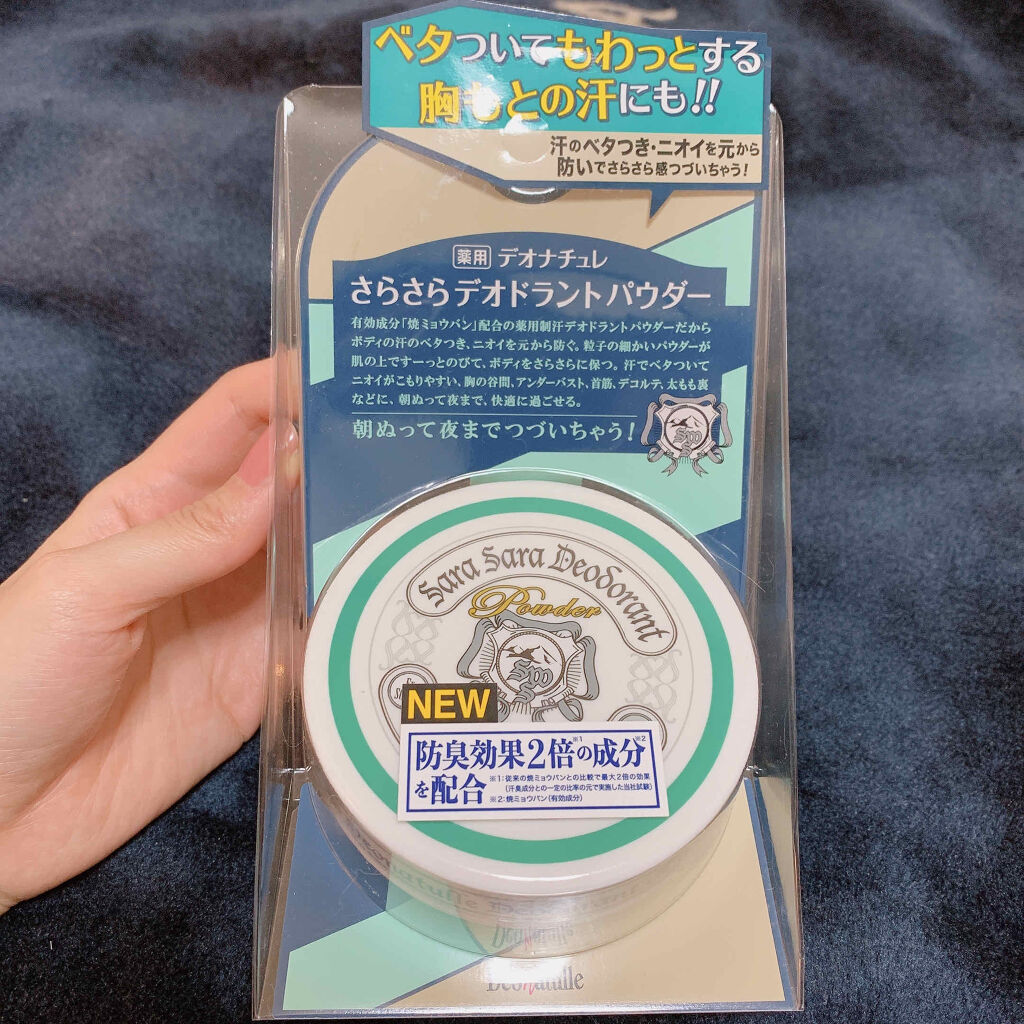 ベタついてもわっとする
胸もとの汗にも!!
汗のベタつき・ニオイを元から
防いでさらさら感つづいちゃう!
薬用 デオナチュレ
さらさらデオドラントパウダー
有効成分「焼ミョウバン」配合の薬用制汗デオドラントパウダーだから
ボディの汗のベタつき、ニオイを元から防ぐ。粒子の細かいパウダーが
肌の上ですーっとのびて、ボディをさらさらに保つ。汗でベタついて
ニオイがこもりやすい、胸の谷間、アンダーバスト、首筋、デコルテ、太もも裏
などに、朝ぬって夜まで、快適に過ごせる。
朝ぬって夜までつづいちゃう!
Sara Sara Deodorant
Powder
NEW
防臭効果2倍※1の成分※2
を配合
※1:従来の焼ミョウバンとの比較で最大2倍の効果
(汗臭成分との一定の比率の元で実施した当社試験)
※2:焼ミョウバン(有効成分)
Deonatulle